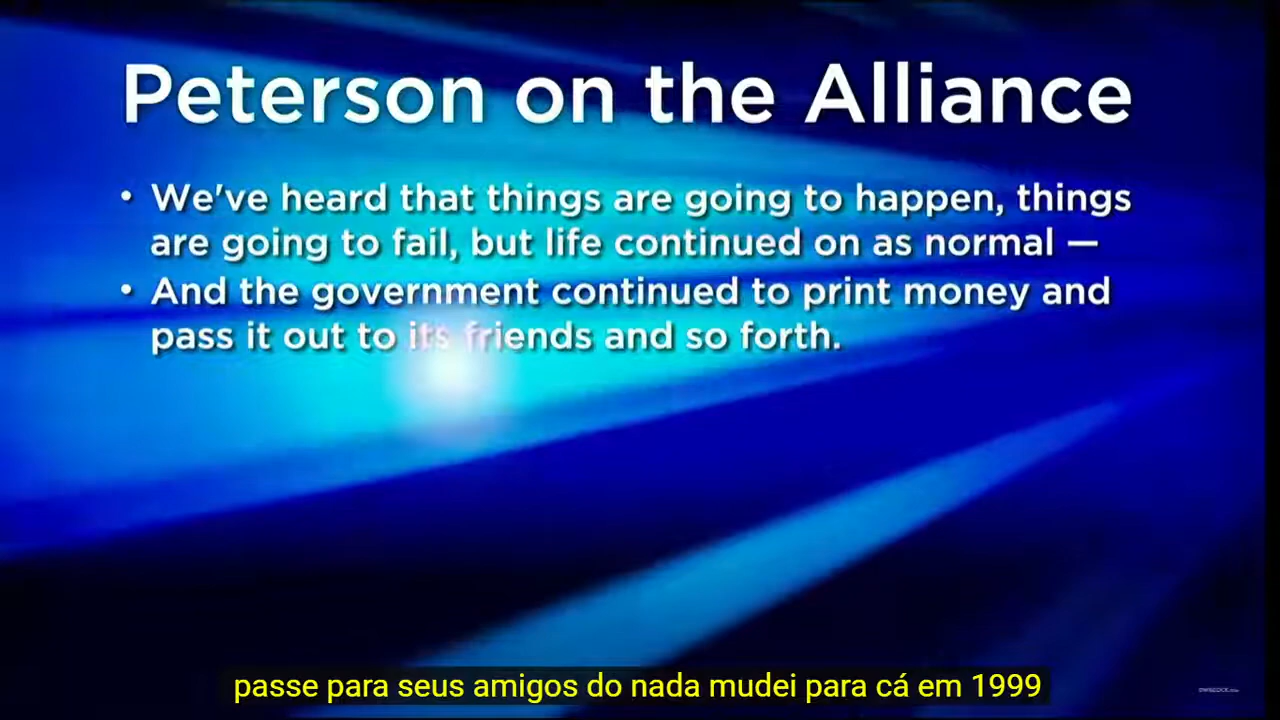 Peterson on the Alliance
• We've heard that things are going to happen, things
are going to fail, but life continued on as normal —
• And the government continued to print money and
pass it out to its friends and so forth.
passe para seus amigos do nada mudei para cá em 1999